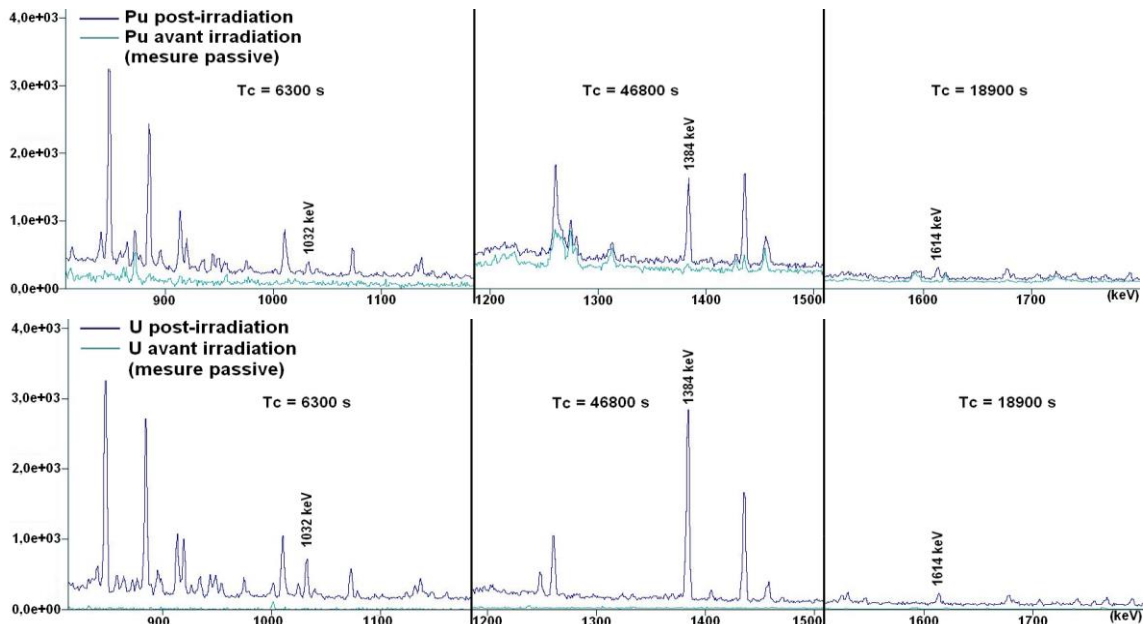 4,0e+03
Pu post-irradiation
Pu avant irradiation
(mesure passive)
3,0e+03
Tc = 6300 s
Tc = 46800 s
Tc = 18900 s
2,0e+03
1384 keV
1,0e+03
1032 keV
1614 keV
0,0e+00
900 1000 1100 1200 1300 1400 1500 1600 1700 (keV)
4,0e+03
U post-irradiation
U avant irradiation
(mesure passive)
1384 keV
3,0e+03
Tc = 6300 s
Tc = 46800 s
Tc = 18900 s
2,0e+03
1032 keV
1,0e+03
1614 keV
0,0e+00
900 1000 1100 1200 1300 1400 1500 1600 1700 (keV)